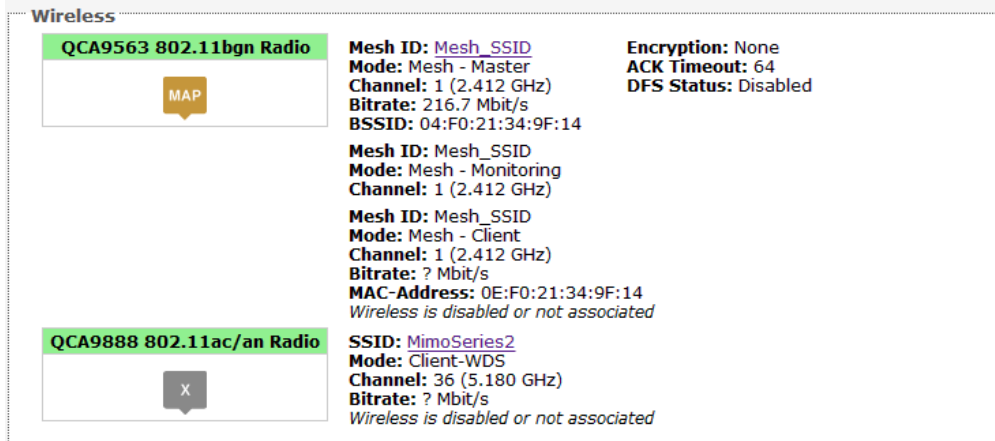 Wireless
QCA9563 802.11bgn Radio
MAP
Mesh ID: Mesh_SSID
Mode: Mesh - Master
Channel: 1 (2.412 GHz)
Bitrate: 216.7 Mbit/s
BSSID: 04:F0:21:34:9F:14
Encryption: None
ACK Timeout: 64
DFS Status: Disabled
Mesh ID: Mesh_SSID
Mode: Mesh - Monitoring
Channel: 1 (2.412 GHz)
Mesh ID: Mesh_SSID
Mode: Mesh - Client
Channel: 1 (2.412 GHz)
Bitrate: ? Mbit/s
MAC-Address: 0E:F0:21:34:9F:14
Wireless is disabled or not associated
QCA9888 802.11ac/an Radio
X
SSID: MimoSeries2
Mode: Client-WDS
Channel: 36 (5.180 GHz)
Bitrate: ? Mbit/s
Wireless is disabled or not associated